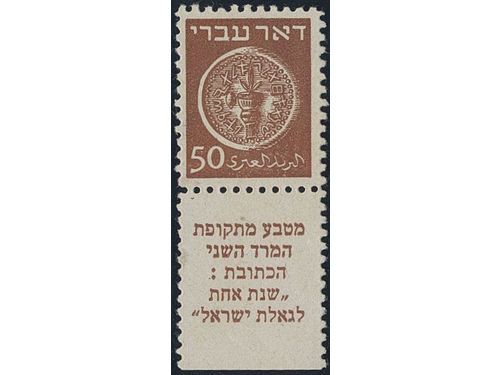 דאר עברי
50 البريد العبري
מטבע מתקופת
המרד השני
הכתובת :
„שנת אחת
לגאלת ישראל“